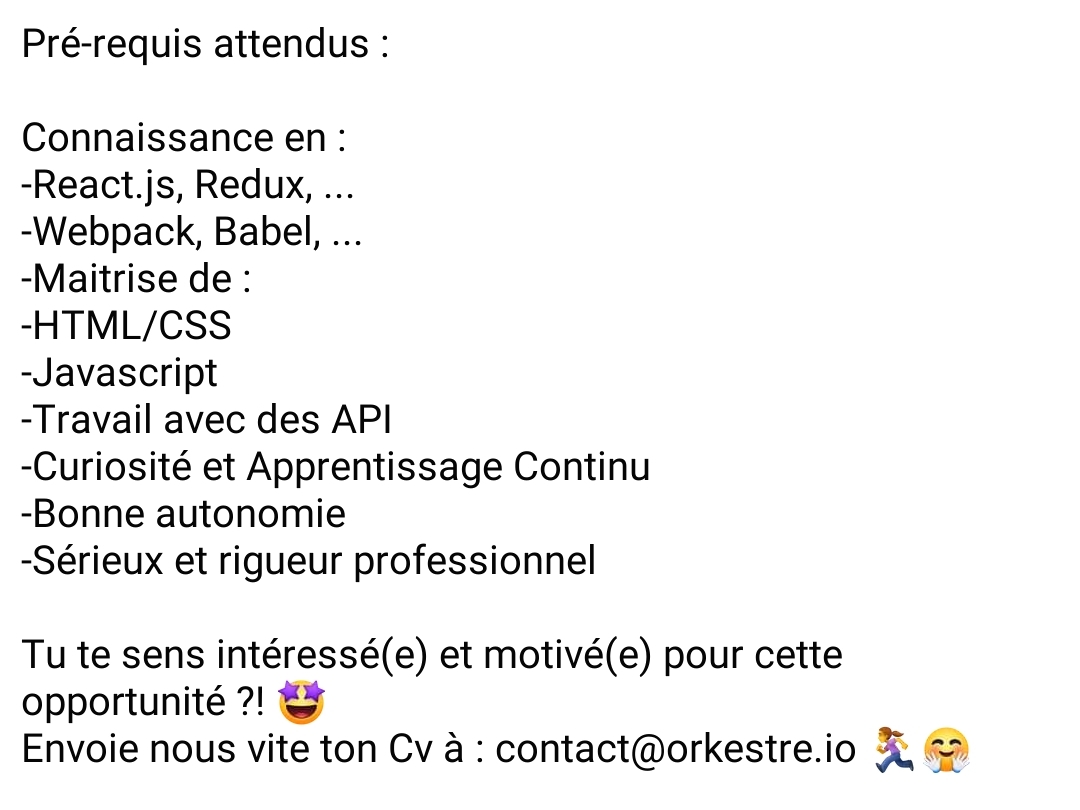 Pré-requis attendus :
Connaissance en :
-React.js, Redux, ...
-Webpack, Babel, ...
-Maitrise de :
-HTML/CSS
-Javascript
-Travail avec des API
-Curiosité et Apprentissage Continu
-Bonne autonomie
-Sérieux et rigueur professionnel
Tu te sens intéressé(e) et motivé(e) pour cette
opportunité ?! 🤩
Envoie nous vite ton Cv à : contact@orkestre.io 🏃‍♀️🤗